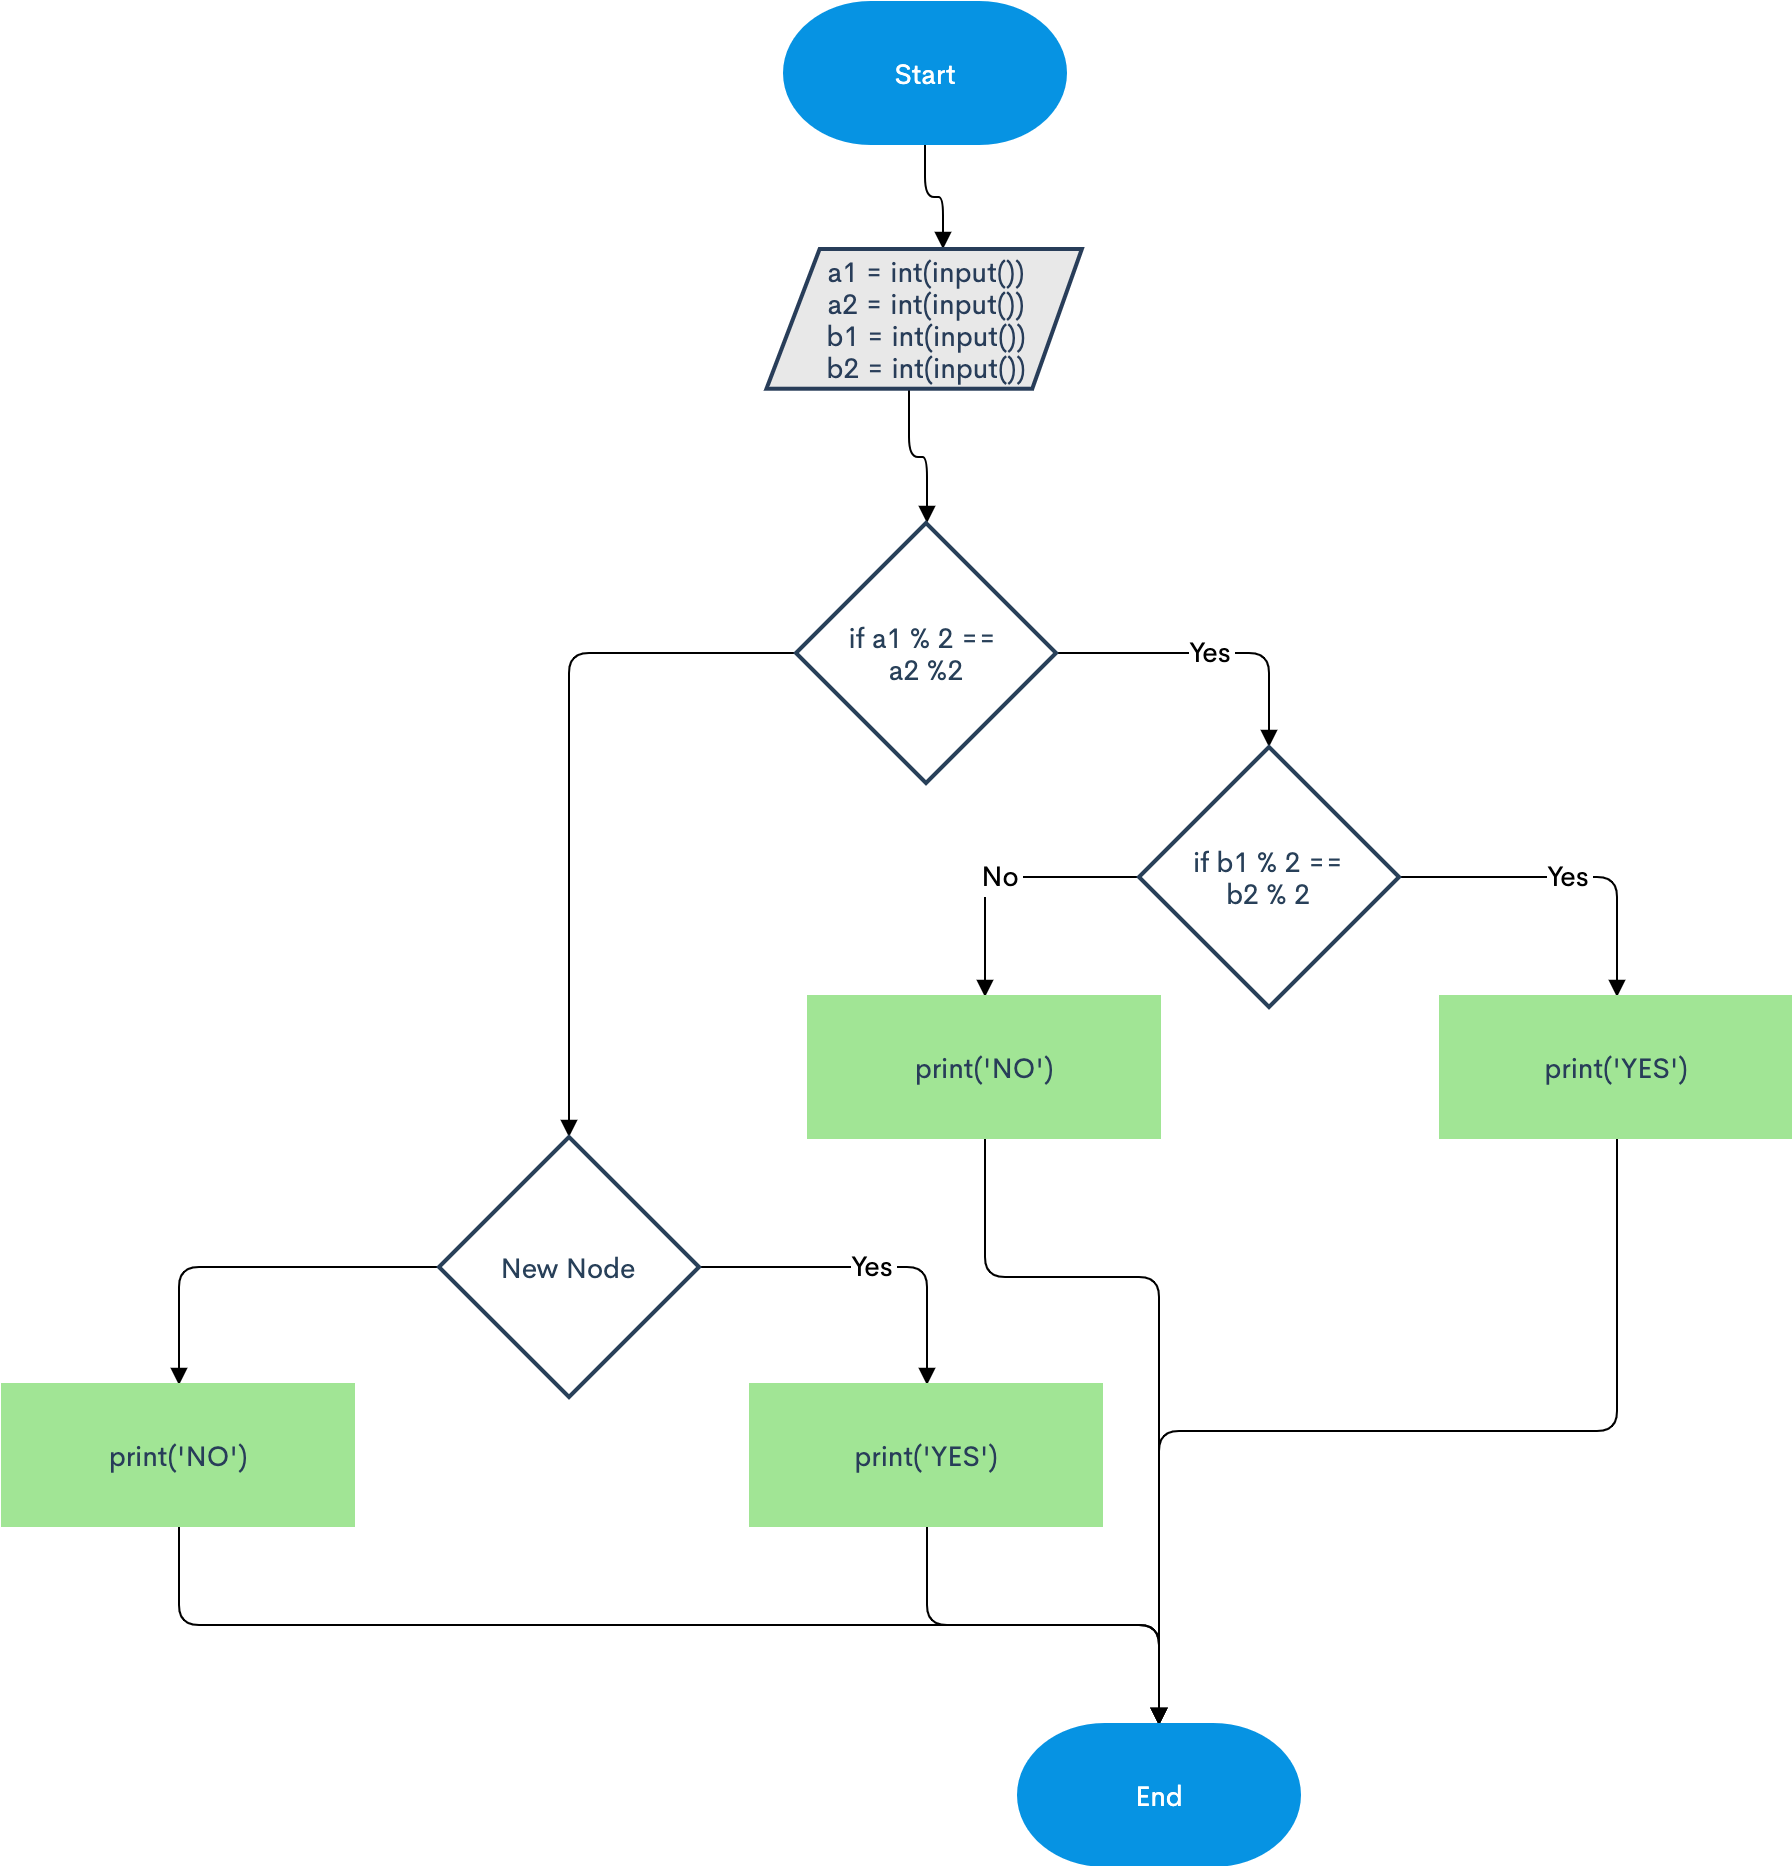 Start
a1 = int(input())
a2 = int(input())
b1 = int(input())
b2 = int(input())
if a1 % 2 ==
a2 %2
Yes
if b1 % 2 ==
b2 % 2
No
Yes
print('NO')
print('YES')
New Node
Yes
print('NO')
print('YES')
End